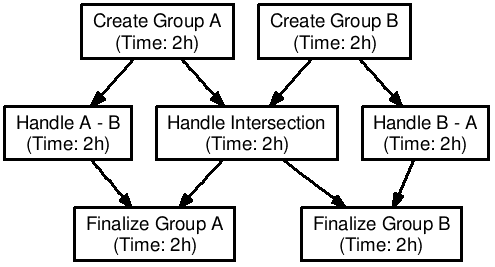 Create Group A
(Time: 2h)
Create Group B
(Time: 2h)
Handle A - B
(Time: 2h)
Handle Intersection
(Time: 2h)
Handle B - A
(Time: 2h)
Finalize Group A
(Time: 2h)
Finalize Group B
(Time: 2h)